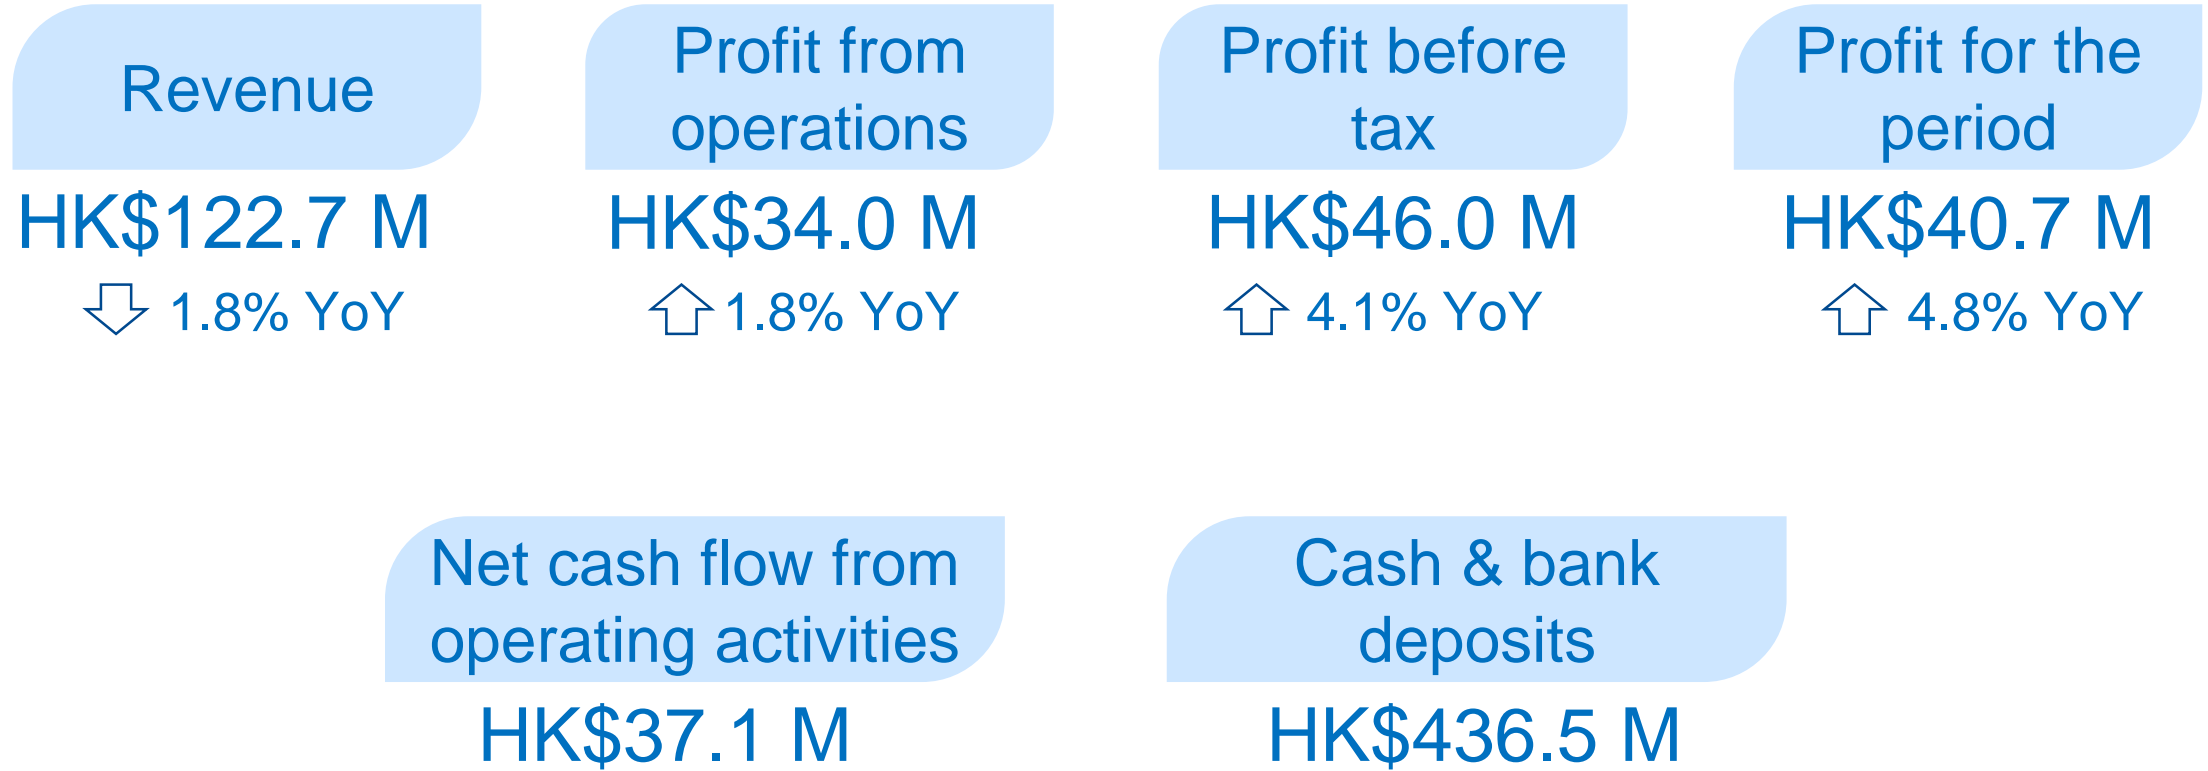 Revenue
HK$122.7 M
1.8% YoY
Profit from
operations
HK$34.0 M
1.8% YoY
Profit before
tax
HK$46.0 M
4.1% YoY
Profit for the
period
HK$40.7 M
4.8% YoY
Net cash flow from
operating activities
HK$37.1 M
Cash & bank
deposits
HK$436.5 M